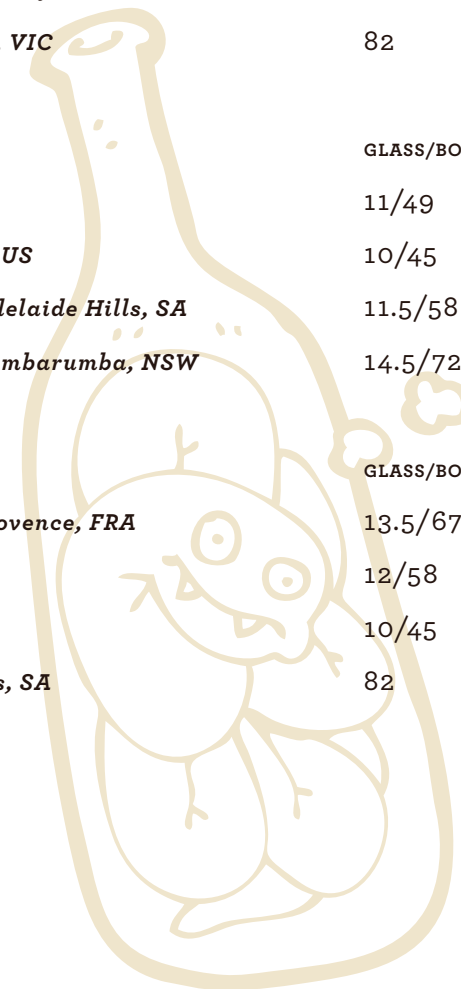 VIC 82
GLASS/BO
11/49
US 10/45
delaide Hills, SA 11.5/58
mbarumba, NSW 14.5/72
GLASS/BO
ovence, FRA 13.5/67
12/58
10/45
s, SA 82